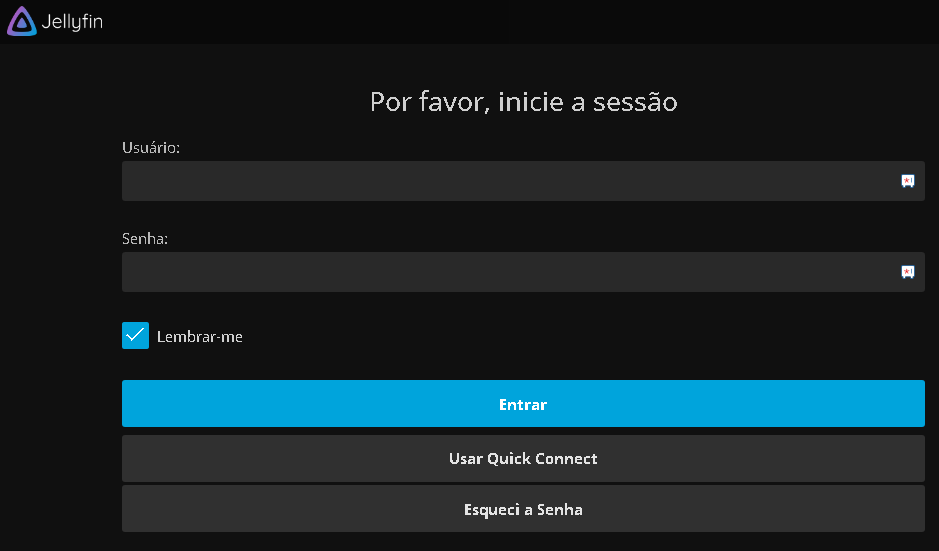 Jellyfin
Por favor, inicie a sessão
Usuário:
Senha:
Lembrar-me
Entrar
Usar Quick Connect
Esqueci a Senha